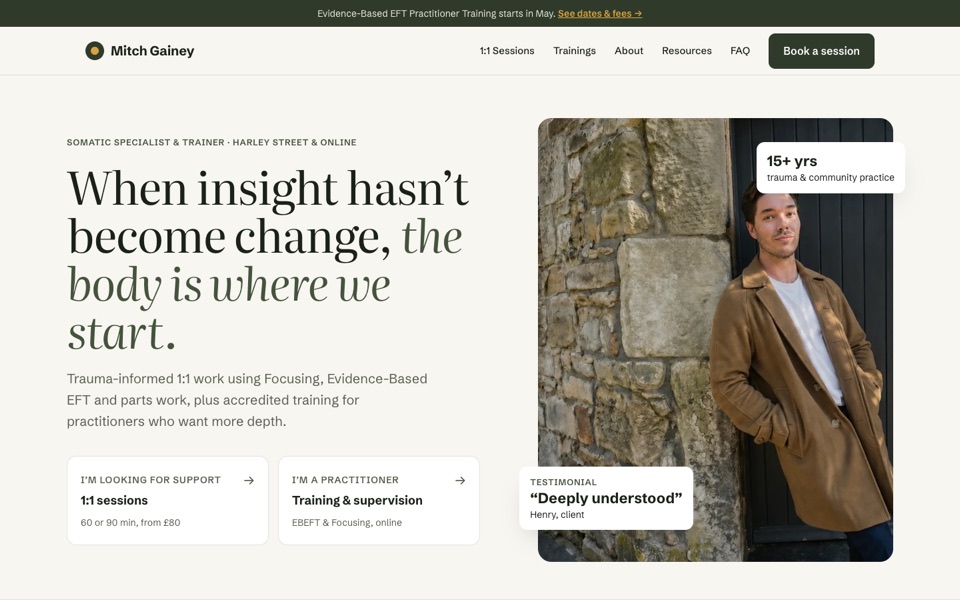 Evidence-Based EFT Practitioner Training starts in May. See dates & fees →
Mitch Gainey
1:1 Sessions
Trainings
About
Resources
FAQ
Book a session
SOMATIC SPECIALIST & TRAINER · HARLEY STREET & ONLINE
When insight hasn’t
become change, the
body is where we
start.
Trauma-informed 1:1 work using Focusing, Evidence-Based
EFT and parts work, plus accredited training for
practitioners who want more depth.
I’M LOOKING FOR SUPPORT →
1:1 sessions
60 or 90 min, from £80
I’M A PRACTITIONER →
Training & supervision
EBEFT & Focusing, online
15+ yrs
trauma & community practice
TESTIMONIAL
“Deeply understood”
Henry, client